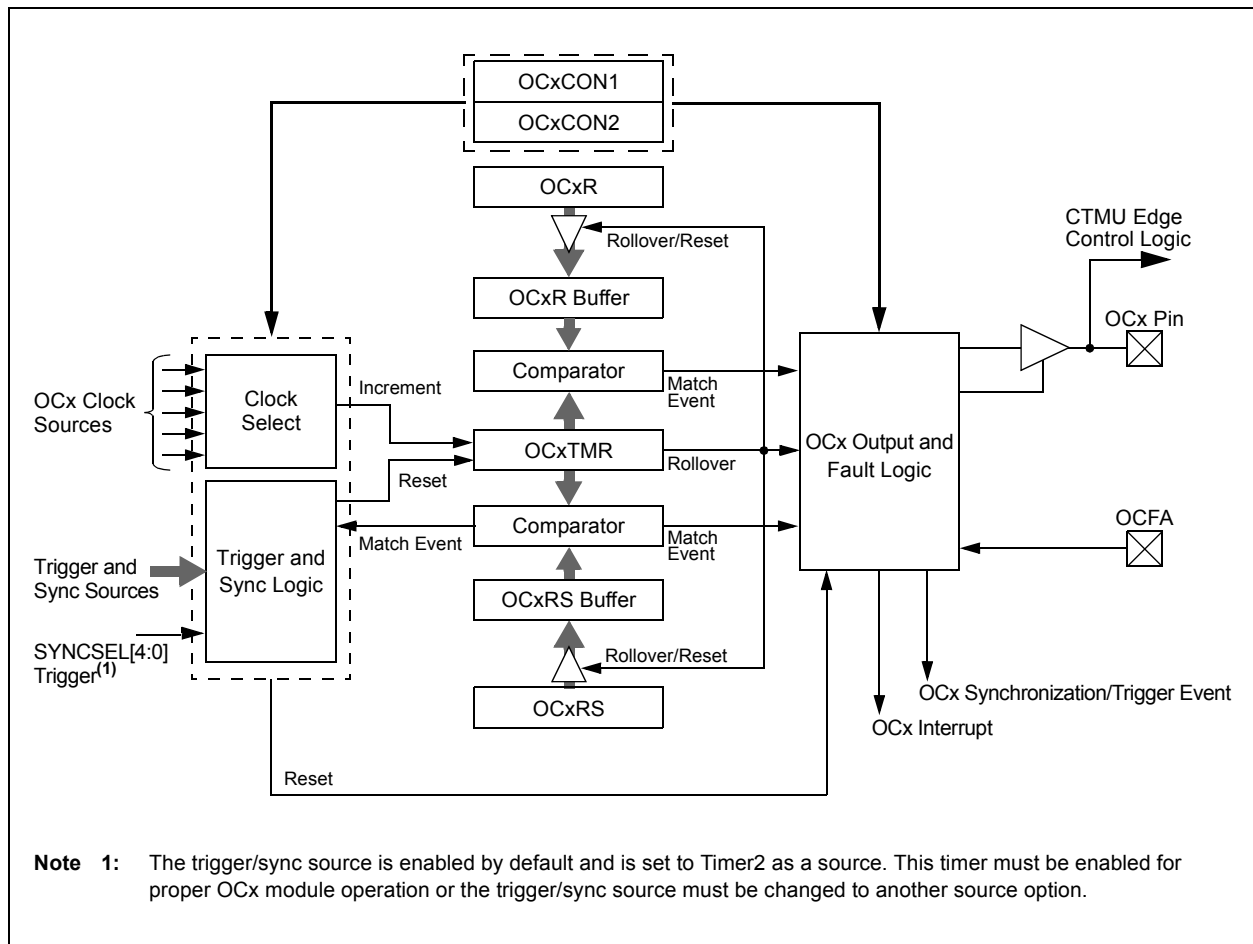 OCxCON1
OCxCON2
OCxR
Rollover/Reset
CTMU Edge
Control Logic
OCxR Buffer
OCx Pin
Comparator
Match
Event
OCx Clock
Sources
Clock
Select
Increment
OCxTMR
Rollover
OCx Output and
Fault Logic
Reset
Comparator
Match Event
Match
Event
OCFA
Trigger and
Sync Sources
Trigger and
Sync Logic
OCxRS Buffer
SYNCSEL[4:0]
Trigger(1)
Rollover/Reset
OCxRS
OCx Synchronization/Trigger Event
OCx Interrupt
Reset
Note 1: The trigger/sync source is enabled by default and is set to Timer2 as a source. This timer must be enabled for
proper OCx module operation or the trigger/sync source must be changed to another source option.